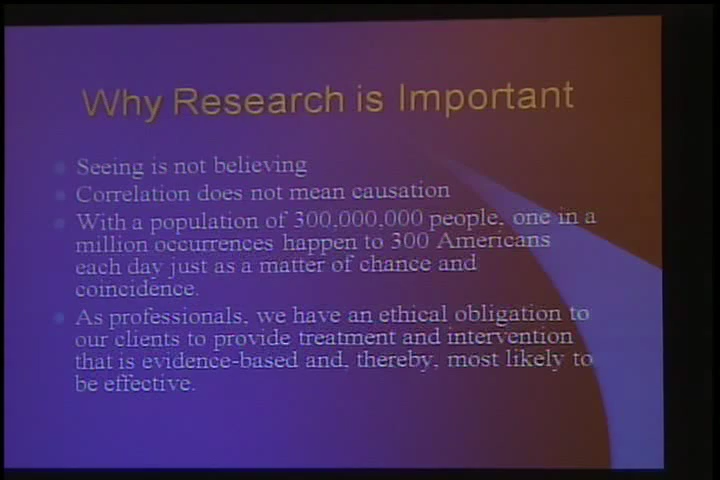 Why Research is Important
Seeing is not believing
Correlation does not mean causation
With a population of 300,000,000 people, one in a
million occurrences happen to 300 Americans
each day just as a matter of chance and
coincidence.
As professionals, we have an ethical obligation to
our clients to provide treatment and intervention
that is evidence-based and, thereby, most likely to
be effective.